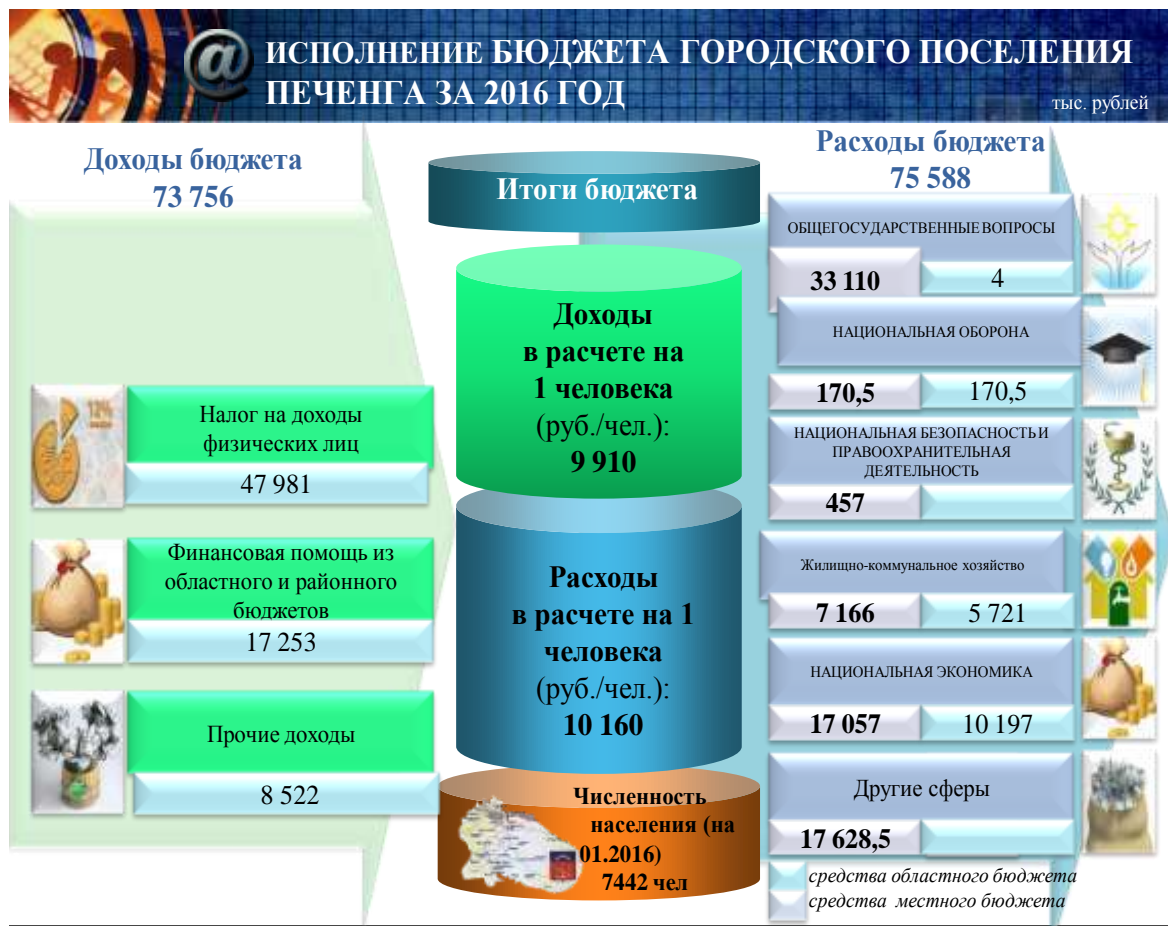 ИСПОЛНЕНИЕ БЮДЖЕТА ГОРОДСКОГО ПОСЕЛЕНИЯ
ПЕЧЕНГА ЗА 2016 ГОД
тыс. рублей
Доходы бюджета
73 756
Налог на доходы
физических лиц
47 981
Финансовая помощь из
областного и районного
бюджетов
17 253
Прочие доходы
8 522
Итоги бюджета
Доходы
в расчете на
1 человека
(руб./чел.):
9 910
Расходы
в расчете на 1
человека
(руб./чел.):
10 160
Численность
населения (на
01.2016)
7442 чел
Расходы бюджета
75 588
ОБЩЕГОСУДАРСТВЕННЫЕ ВОПРОСЫ
33 110 4
НАЦИОНАЛЬНАЯ ОБОРОНА
170,5 170,5
НАЦИОНАЛЬНАЯ БЕЗОПАСНОСТЬ И
ПРАВООХРАНИТЕЛЬНАЯ
ДЕЯТЕЛЬНОСТЬ
457
Жилищно-коммунальное хозяйство
7 166 5 721
НАЦИОНАЛЬНАЯ ЭКОНОМИКА
17 057 10 197
Другие сферы
17 628,5
средства областного бюджета
средства местного бюджета